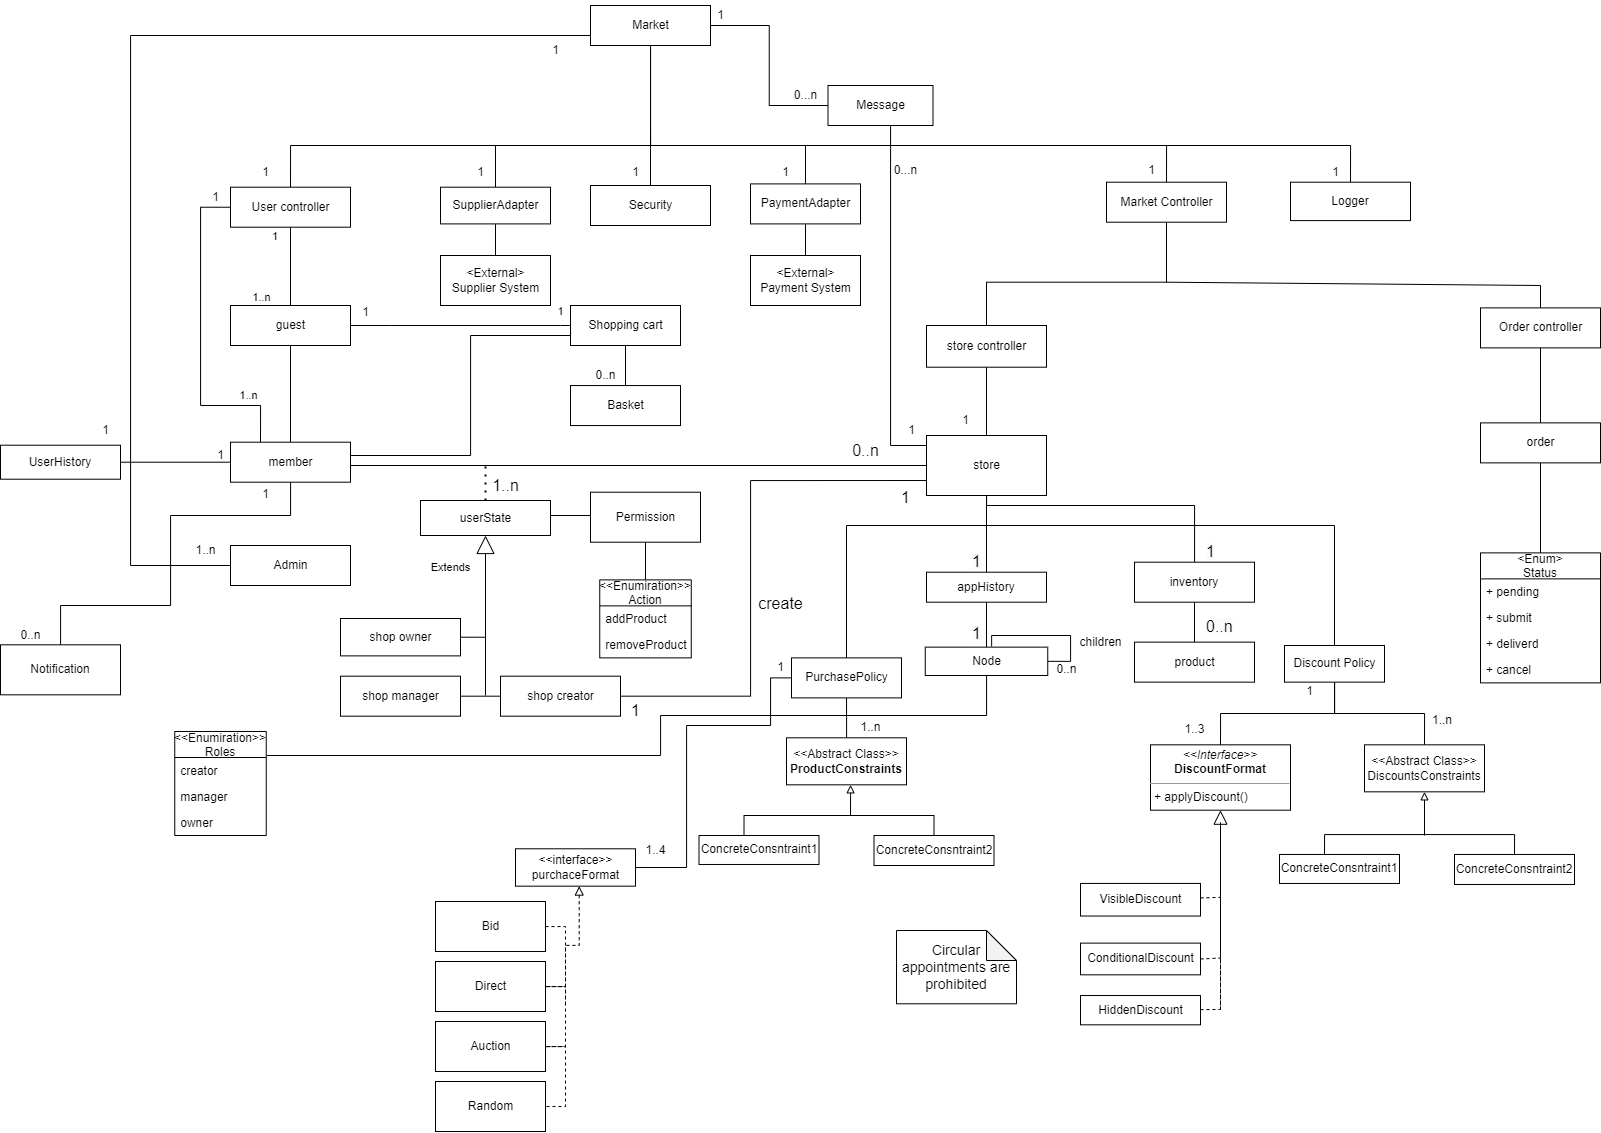 Market
1
1
0...n
Message
1
1
1
1
0...n
1
1
1
User controller
SupplierAdapter
Security
PaymentAdapter
Market Controller
Logger
1
<External>
Supplier System
<External>
Payment System
1..n
guest
1
1
Shopping cart
store controller
Order controller
0..n
Basket
1..n
1
1
1
UserHistory
1
member
0..n
store
order
1
1..n
1
userState
Permission
Extends
1..n
Admin
<<Enumiration>>
Action
addProduct
removeProduct
create
1
appHistory
1
inventory
<Enum>
Status
+ pending
+ submit
+ deliverd
+ cancel
0..n
Notification
shop owner
shop manager
shop creator
1
1
PurchasePolicy
1
Node
children
0..n
0..n
product
Discount Policy
1
<<Enumiration>>
Roles
creator
manager
owner
1..n
<<Abstract Class>>
ProductConstraints
1..3
<<Interface>>
DiscountFormat
+ applyDiscount()
1..n
<<Abstract Class>>
DiscountsConstraints
ConcreteConsntraint1
ConcreteConsntraint2
ConcreteConsntraint1
ConcreteConsntraint2
1..4
<<interface>>
purchaceFormat
Bid
Direct
Auction
Random
Circular
appointments are
prohibited
VisibleDiscount
ConditionalDiscount
HiddenDiscount